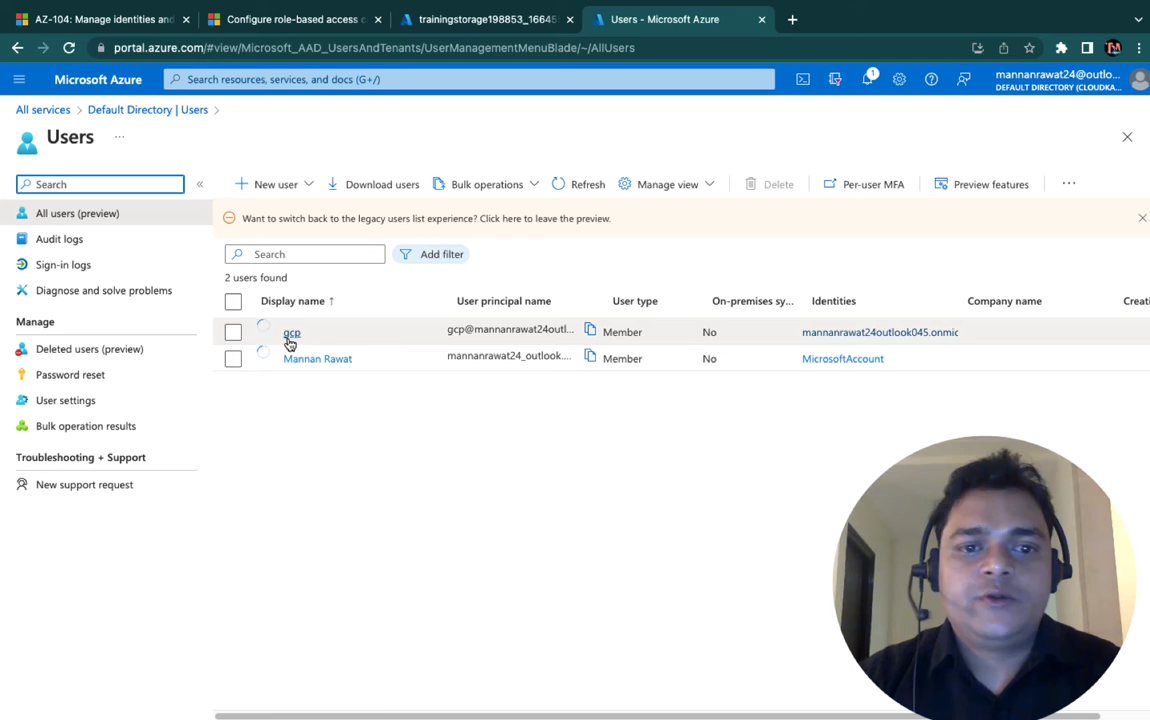 AZ-104: Manage identities and
Configure role-based access c
trainingstorage198853_16645
Users - Microsoft Azure
portal.azure.com/#view/Microsoft_AAD_UsersAndTenants/UserManagementMenuBlade/~/AllUsers
Microsoft Azure
Search resources, services, and docs (G+/)
1
mannanrawat24@outlo...
DEFAULT DIRECTORY (CLOUDKA...
All services > Default Directory | Users >
Users ...
Search
«
New user
Download users
Bulk operations
Refresh
Manage view
Delete
Per-user MFA
Preview features
...
All users (preview)
Audit logs
Sign-in logs
Diagnose and solve problems
Manage
Deleted users (preview)
Password reset
User settings
Bulk operation results
Troubleshooting + Support
New support request
Want to switch back to the legacy users list experience? Click here to leave the preview.
Search
Add filter
2 users found
Display name ↑ User principal name User type On-premises sy... Identities Company name Creati
gcp gcp@mannanrawat24outl... Member No mannanrawat24outlook045.onmic
Mannan Rawat mannanrawat24_outlook.... Member No MicrosoftAccount